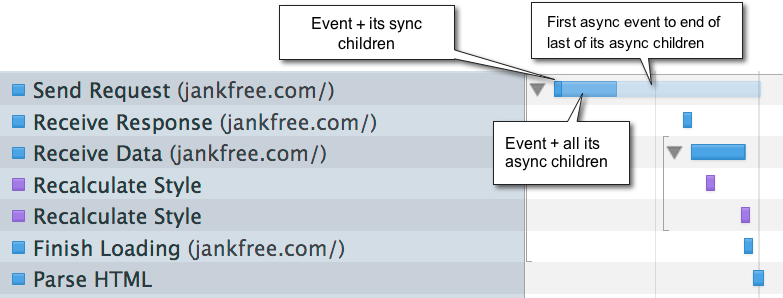 Event + its sync
children
First async event to end of
last of its async children
Send Request (jankfree.com/)
Receive Response (jankfree.com/)
Event + all its
async children
Receive Data (jankfree.com/)
Recalculate Style
Recalculate Style
Finish Loading (jankfree.com/)
Parse HTML